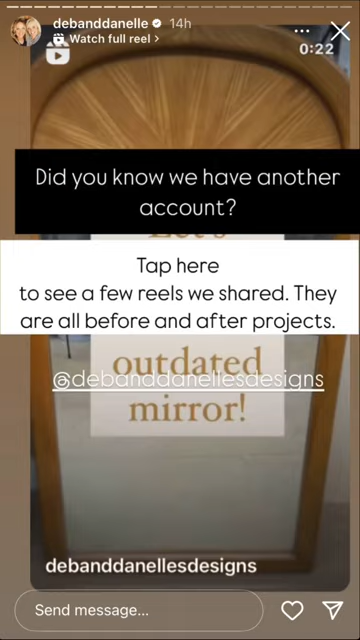 debanddanelle 14h
Watch full reel >
0:22
Did you know we have another
account?
Let's
Tap here
to see a few reels we shared. They
are all before and after projects.
outdated
@debanddanellesdesigns
mirror!
debanddanellesdesigns
Send message...